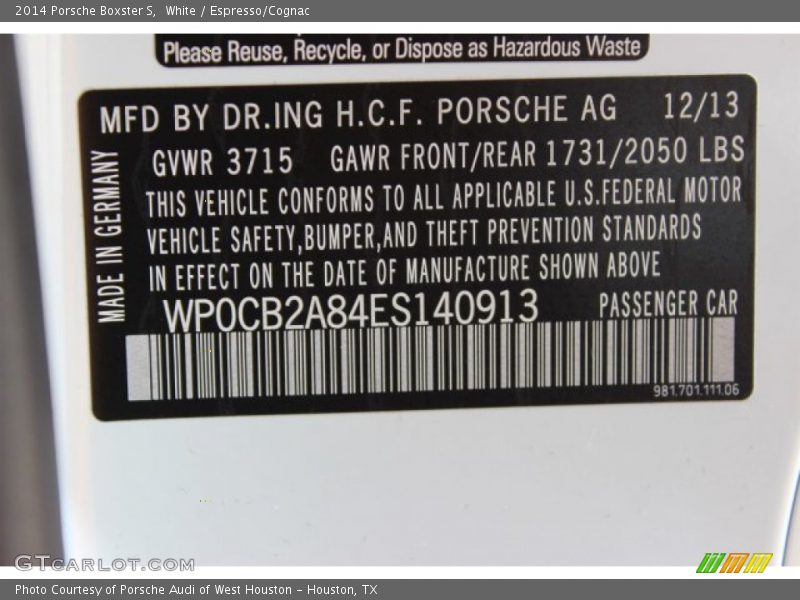 2014 Porsche Boxster S,  White / Espresso/Cognac
Please Reuse, Recycle, or Dispose as Hazardous Waste
MFD BY DR.ING H.C.F. PORSCHE AG 12/13
GVWR 3715 GAWR FRONT/REAR 1731/2050 LBS
THIS VEHICLE CONFORMS TO ALL APPLICABLE U.S.FEDERAL MOTOR
VEHICLE SAFETY,BUMPER,AND THEFT PREVENTION STANDARDS
IN EFFECT ON THE DATE OF MANUFACTURE SHOWN ABOVE
MADE IN GERMANY
WP0CB2A84ES140913 PASSENGER CAR
981.701.111.06
GTCARLOT.COM
Photo Courtesy of Porsche Audi of West Houston – Houston, TX